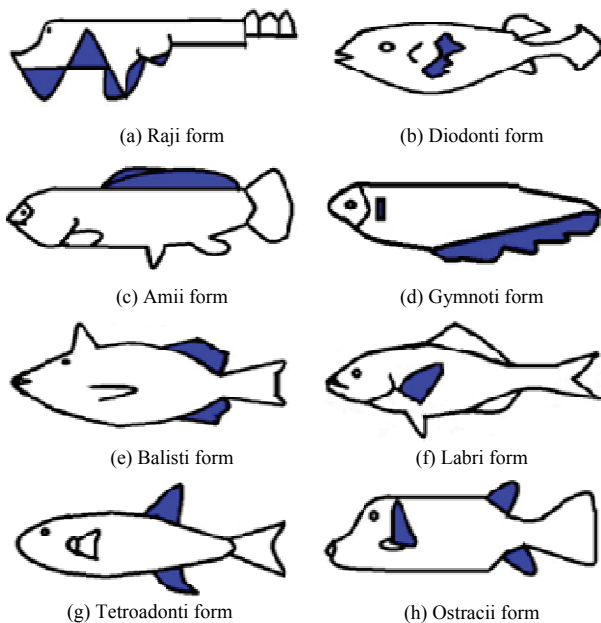 (a) Raji form
(b) Diodonti form
(c) Amii form
(d) Gymnoti form
(e) Balisti form
(f) Labri form
(g) Tetroadonti form
(h) Ostracii form